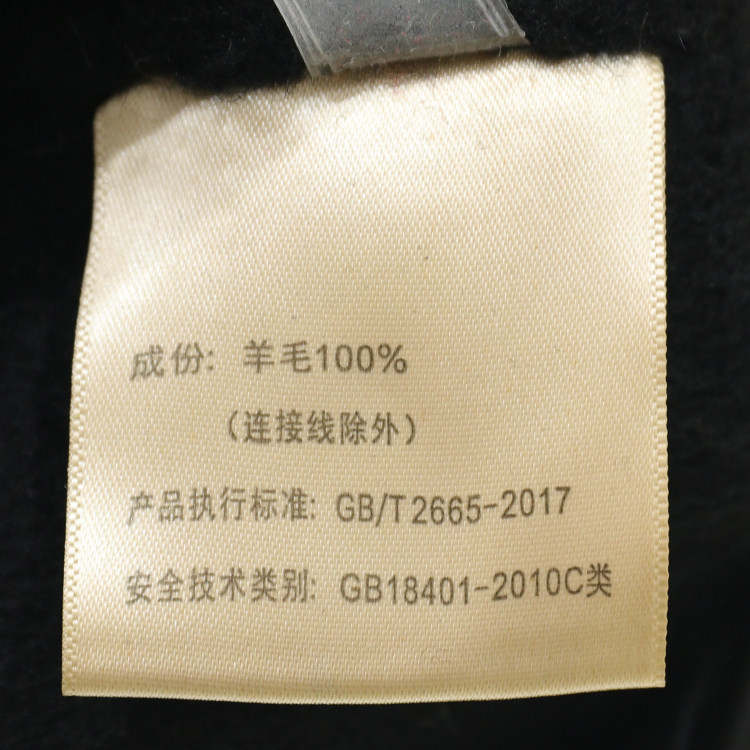 成份: 羊毛100%
（连接线除外）
产品执行标准: GB/T2665-2017
安全技术类别: GB18401-2010C类